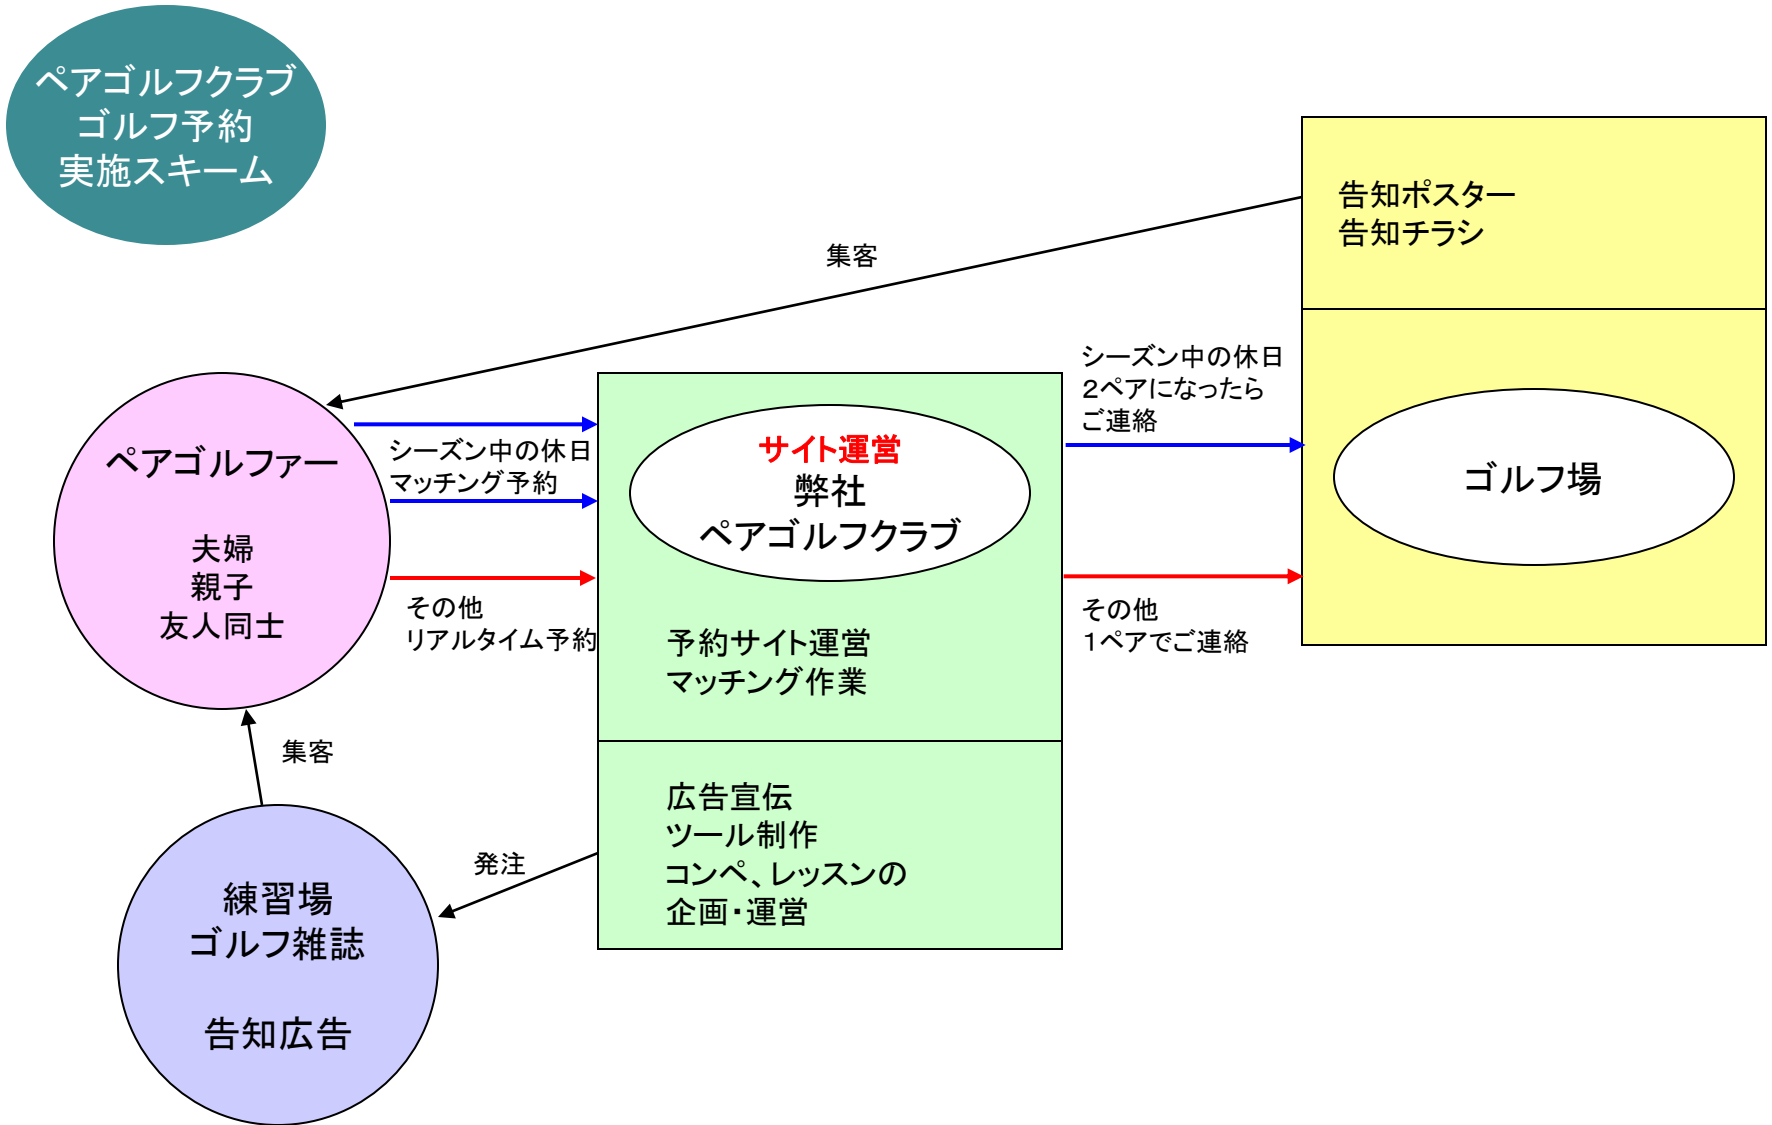 ペアゴルフクラブ
ゴルフ予約
実施スキーム
告知ポスター
告知チラシ
集客
シーズン中の休日
２ペアになったら
ご連絡
ペアゴルファー
夫婦
親子
友人同士
シーズン中の休日
マッチング予約
その他
リアルタイム予約
サイト運営
弊社
ペアゴルフクラブ
予約サイト運営
マッチング作業
ゴルフ場
その他
１ペアでご連絡
集客
広告宣伝
ツール制作
コンペ、レッスンの
企画・運営
発注
練習場
ゴルフ雑誌
告知広告